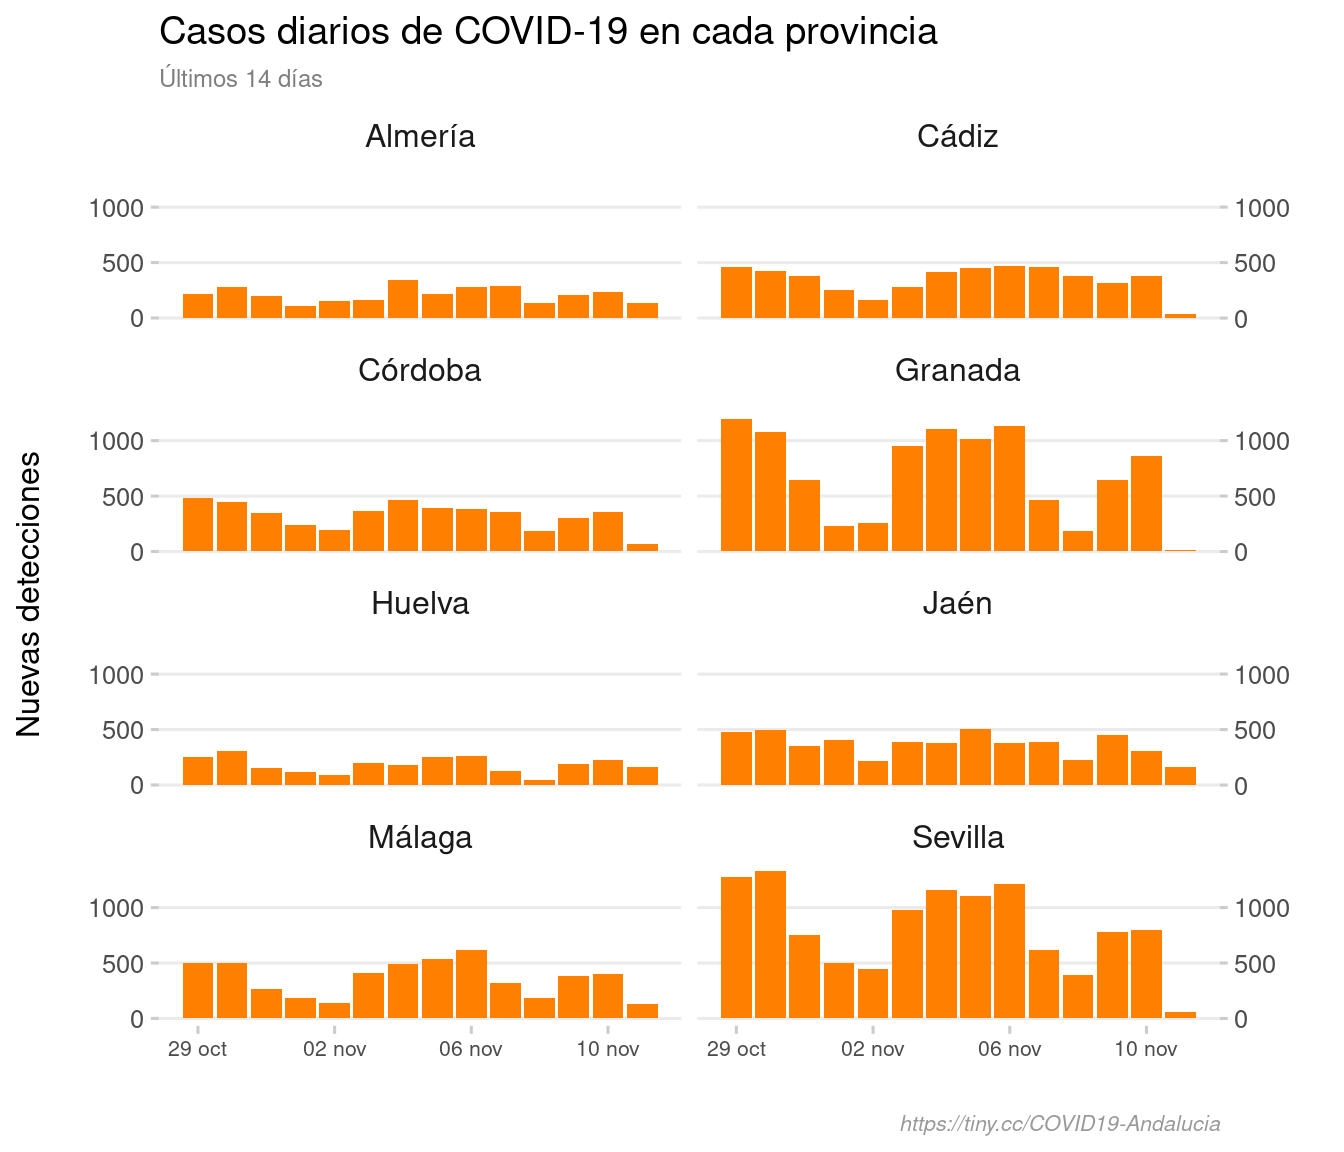 Casos diarios de COVID-19 en cada provincia
Últimos 14 días
Nuevas detecciones
Almería
Cádiz
1000
500
0
1000
500
0
Córdoba
Granada
1000
500
0
1000
500
0
Huelva
Jaén
1000
500
0
1000
500
0
Málaga
Sevilla
1000
500
0
1000
500
0
29 oct 02 nov 06 nov 10 nov
29 oct 02 nov 06 nov 10 nov
https://tiny.cc/COVID19-Andalucia